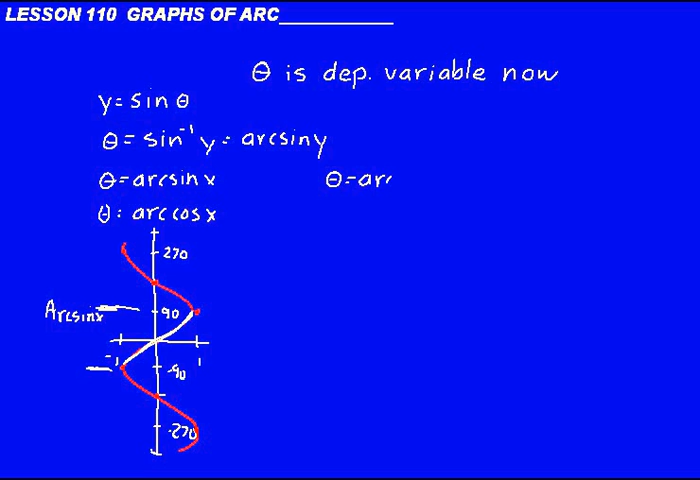 LESSON 110 GRAPHS OF ARC____________
θ is dep. variable now
y = sin θ
θ = sin⁻¹ y = arcsin y
θ = arcsin x θ = arc
θ = arccos x
270
Arcsinx 90
-1 1
-90
-270